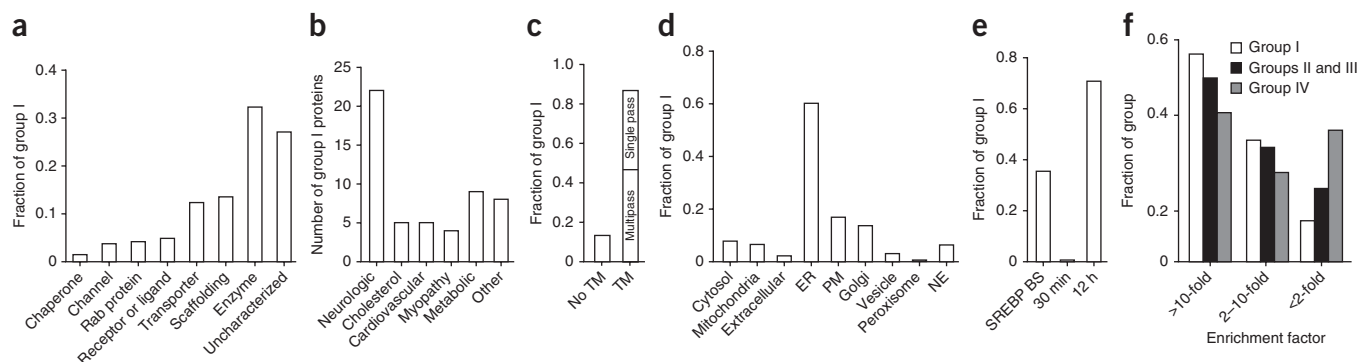 a
Fraction of group I
0.4
0.3
0.2
0.1
0
Chaperone
Channel
Rab protein
Receptor or ligand
Transporter
Scaffolding
Enzyme
Uncharacterized
b
Number of group I proteins
25
20
15
10
5
0
Neurologic
Cholesterol
Cardiovascular
Myopathy
Metabolic
Other
c
Fraction of group I
1.0
0.8
0.6
0.4
0.2
0
Single pass
Multipass
No TM
TM
d
Fraction of group I
0.8
0.6
0.4
0.2
0
Cytosol
Mitochondria
Extracellular
ER
PM
Golgi
Vesicle
Peroxisome
NE
e
Fraction of group I
0.8
0.6
0.4
0.2
0
SREBP BS
30 min
12 h
f
Fraction of group
0.6
0.4
0.2
0
Group I
Groups II and III
Group IV
>10-fold
2–10-fold
<2-fold
Enrichment factor